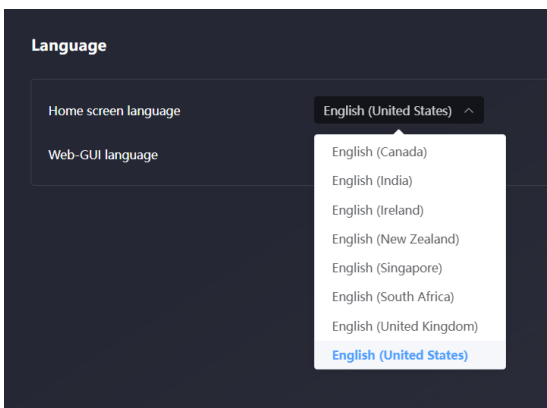 Language
Home screen language
English (United States)
Web-GUI language
English (Canada)
English (India)
English (Ireland)
English (New Zealand)
English (Singapore)
English (South Africa)
English (United Kingdom)
English (United States)